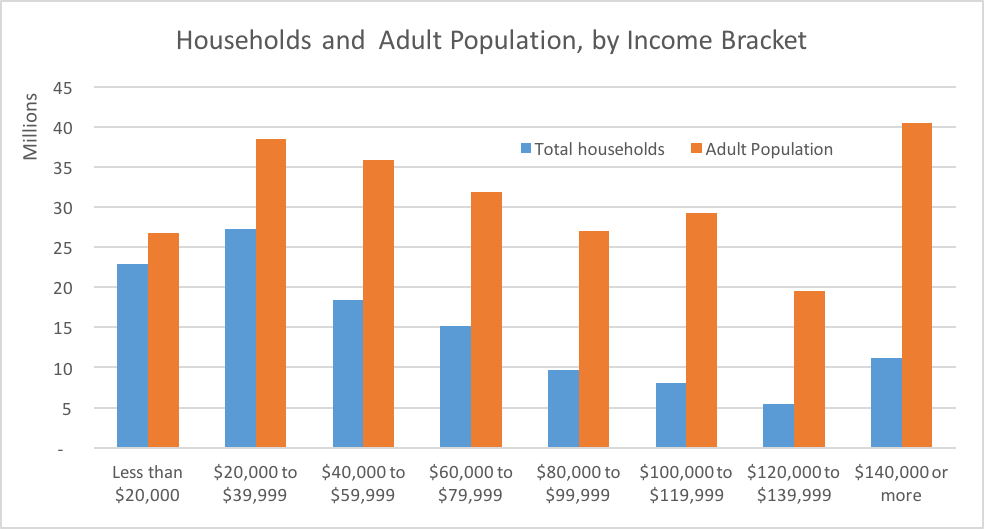 Households and Adult Population, by Income Bracket
Millions
45
40
35
30
25
20
15
10
5
-
Total households
Adult Population
Less than $20,000
$20,000 to $39,999
$40,000 to $59,999
$60,000 to $79,999
$80,000 to $99,999
$100,000 to $119,999
$120,000 to $139,999
$140,000 or more